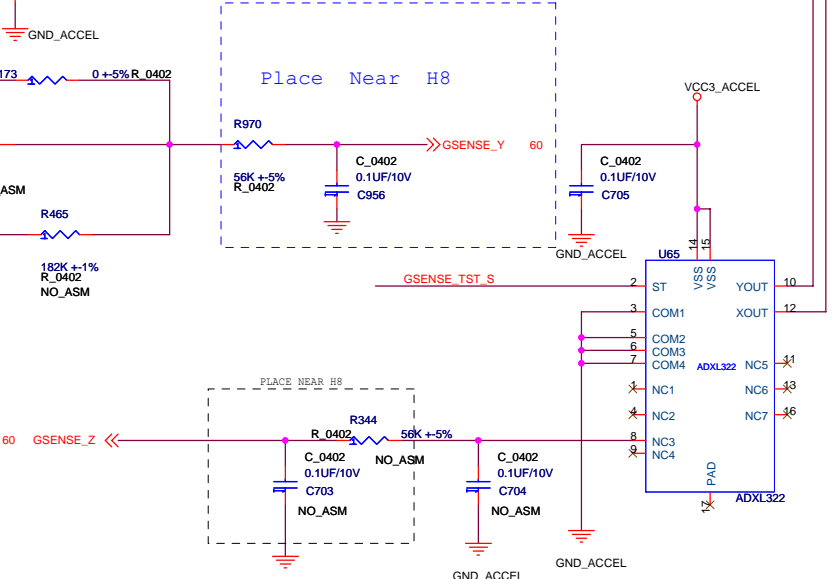 GND_ACCEL
173
0 +-5%
R_0402
Place Near H8
R970
56K +-5%
R_0402
GSENSE_Y
60
C_0402
0.1UF/10V
C956
ASM
R465
182K +-1%
R_0402
NO_ASM
VCC3_ACCEL
C_0402
0.1UF/10V
C705
GND_ACCEL
14
15
U65
VSS
VSS
GSENSE_TST_S
2
ST
YOUT
10
3
COM1
XOUT
12
5
COM2
6
COM3
7
COM4
ADXL322
NC5
11
1
NC1
NC6
13
4
NC2
NC7
16
8
NC3
9
NC4
PAD
17
ADXL322
PLACE NEAR H8
60
GSENSE_Z
R344
R_0402
56K +-5%
NO_ASM
C_0402
0.1UF/10V
C703
NO_ASM
C_0402
0.1UF/10V
C704
NO_ASM
GND_ACCEL
GND_ACCEL